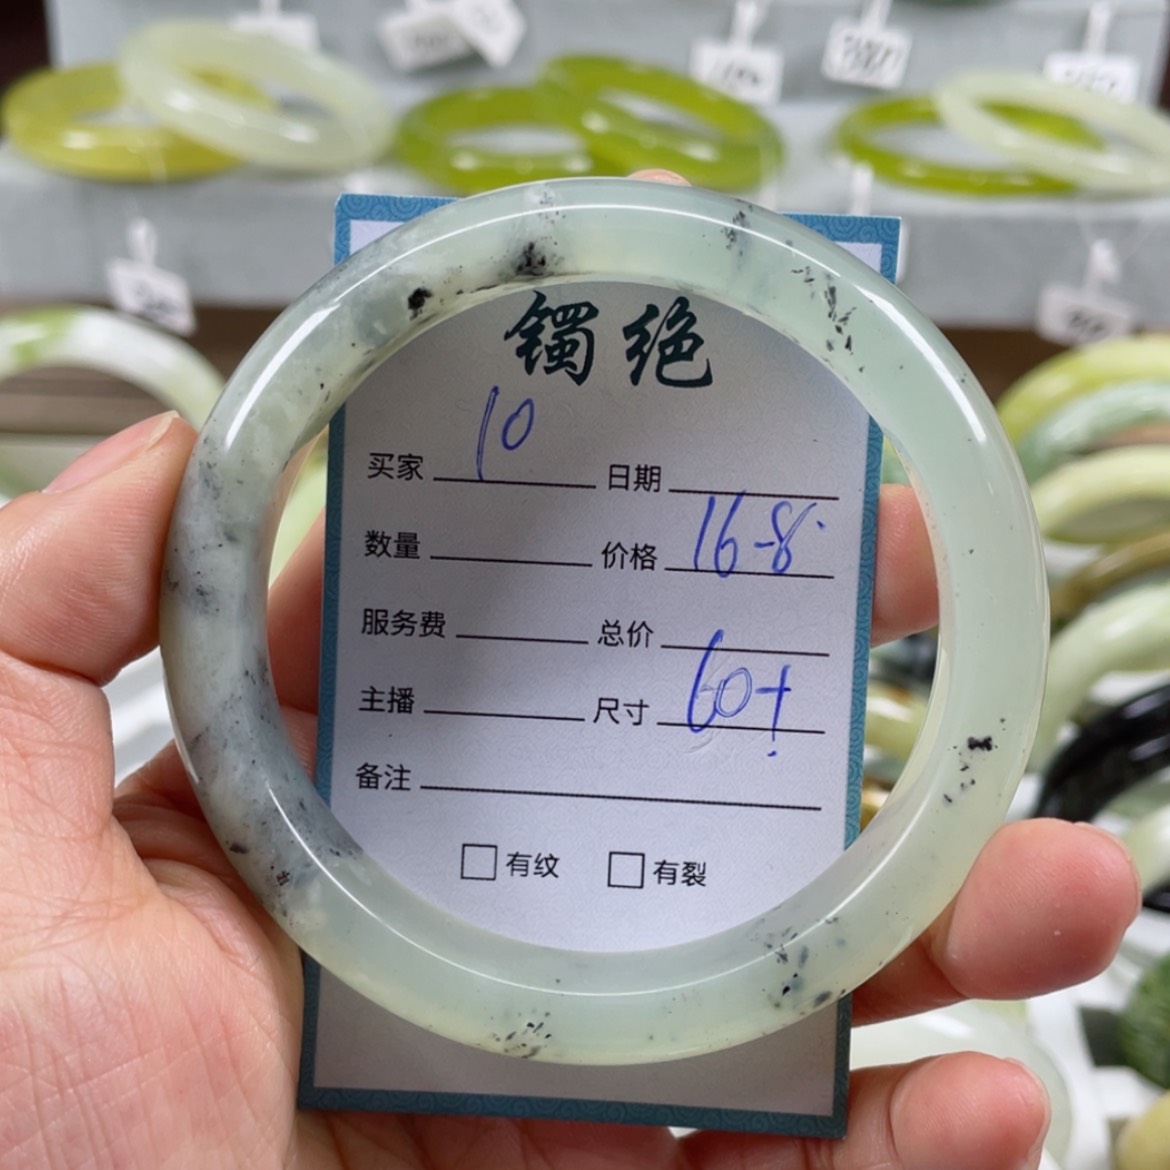 镯绝
买家 10 日期
数量 价格 16-8.
服务费 总价
主播 尺寸 60+
备注
□ 有纹 □ 有裂